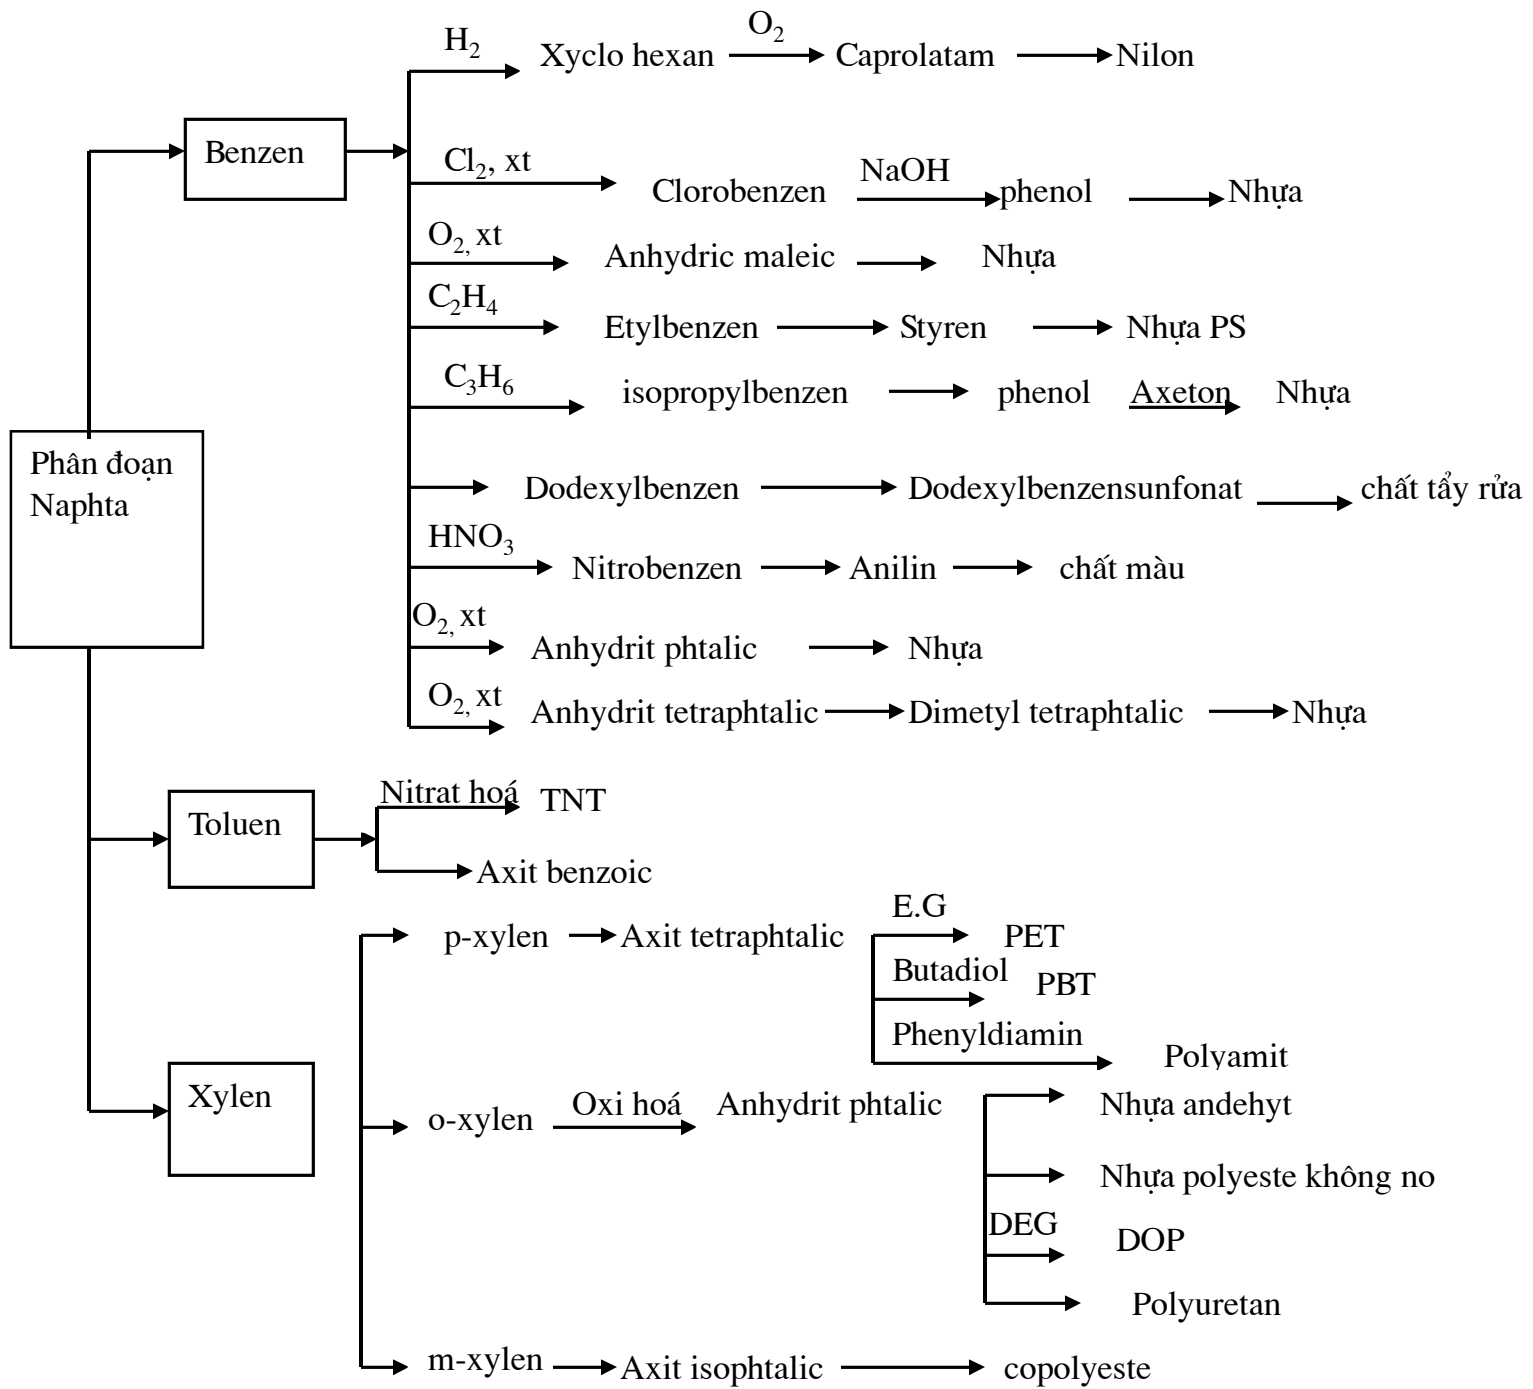 H2 Xyclo hexan O2 Caprolatam Nilon
Benzen
Cl2, xt Clorobenzen NaOH phenol Nhựa
O2, xt Anhydric maleic Nhựa
C2H4 Etylbenzen Styren Nhựa PS
C3H6 isopropylbenzen phenol Axeton Nhựa
Phân đoạn
Naphta
Dodexylbenzen Dodexylbenzensunfonat chất tẩy rửa
HNO3 Nitrobenzen Anilin chất màu
O2, xt Anhydrit phtalic Nhựa
O2, xt Anhydrit tetraphtalic Dimetyl tetraphtalic Nhựa
Toluen
Nitrat hoá TNT
Axit benzoic
Xylen
p-xylen Axit tetraphtalic
E.G PET
Butadiol PBT
Phenyldiamin Polyamit
o-xylen Oxi hoá Anhydrit phtalic
Nhựa andehyt
Nhựa polyeste không no
DEG DOP
Polyuretan
m-xylen Axit isophtalic copolyeste